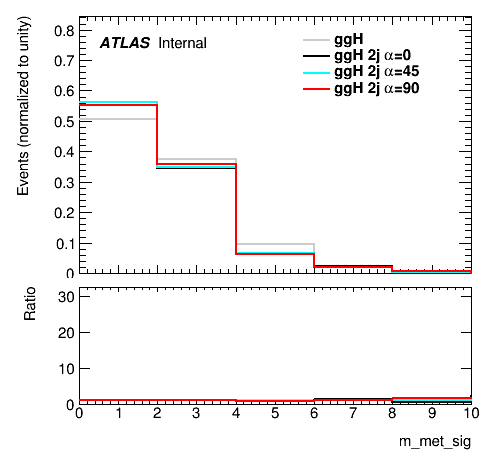 ATLAS Internal
ggH
ggH 2j α=0
ggH 2j α=45
ggH 2j α=90
Events (normalized to unity)
0.8
0.7
0.6
0.5
0.4
0.3
0.2
0.1
0
Ratio
30
20
10
0
0 1 2 3 4 5 6 7 8 9 10
m_met_sig